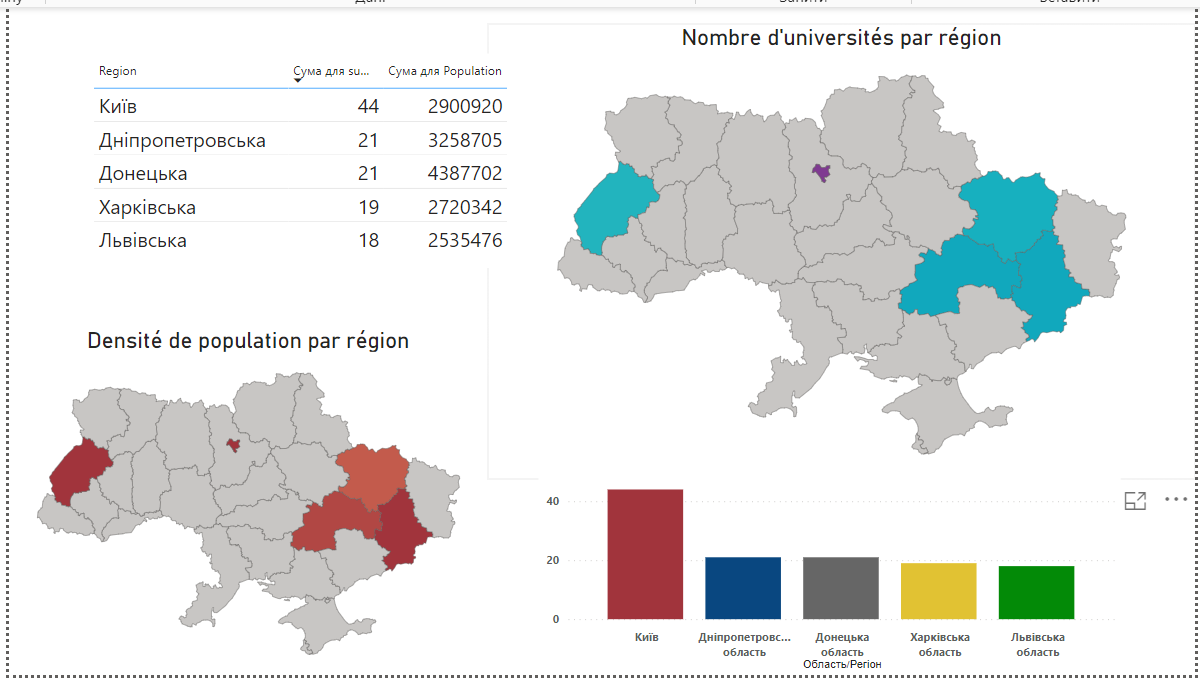 Дані
Nombre d'universités par région
Region Сума для su... Сума для Population
Київ 44 2900920
Дніпропетровська 21 3258705
Донецька 21 4387702
Харківська 19 2720342
Львівська 18 2535476
Densité de population par région
40
20
0
Київ Дніпропетровс... Донецька Харківська Львівська
область область область область
Область/Регіон